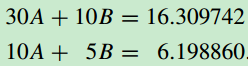 30A + 10B = 16.309742
10A + 5B = 6.198860.